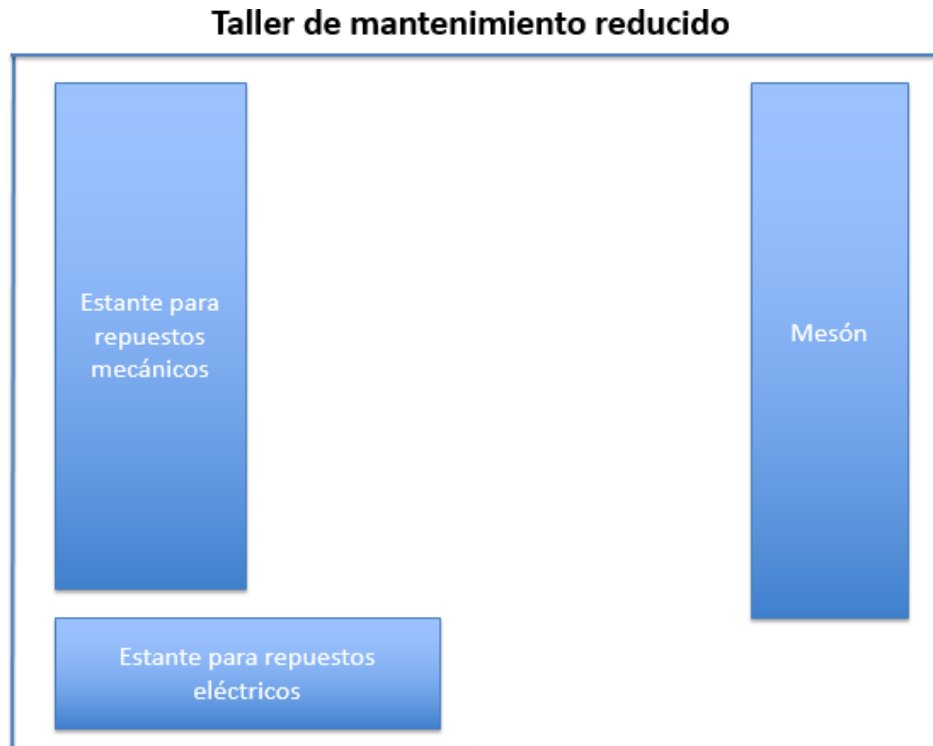 Taller de mantenimiento reducido
Estante para
repuestos
mecánicos
Mesón
Estante para repuestos
eléctricos